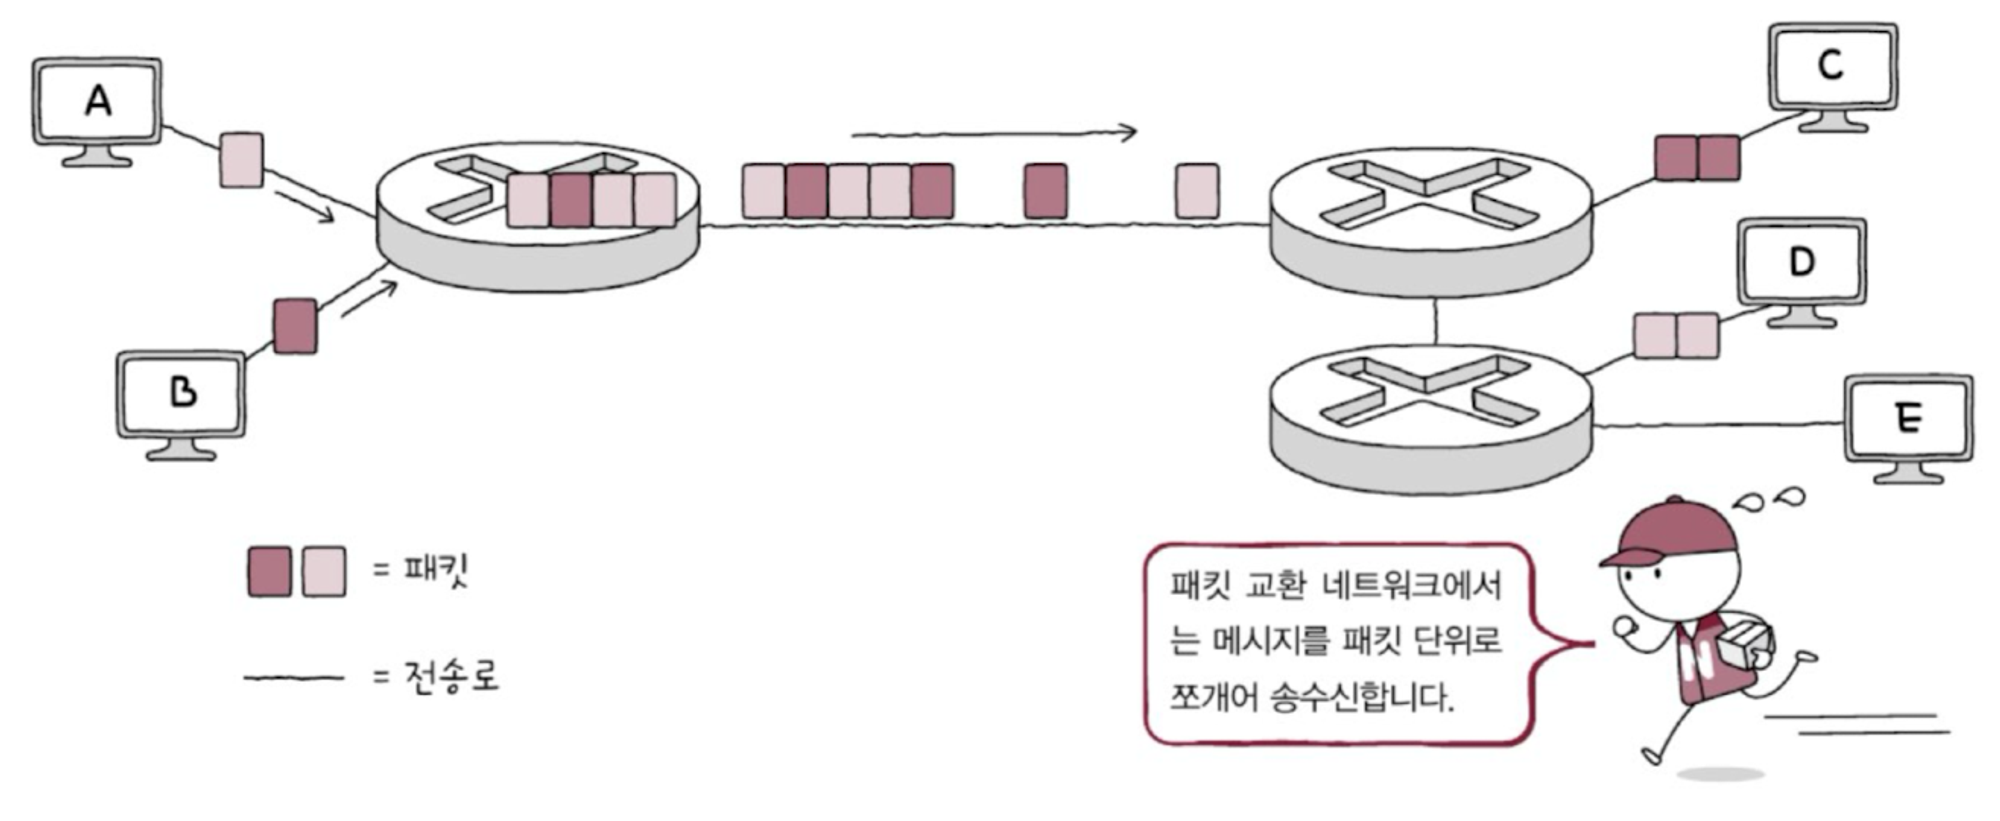 A
C
D
B
E
= 패킷
= 전송로
패킷 교환 네트워크에서
는 메시지를 패킷 단위로
쪼개어 송수신합니다.
N